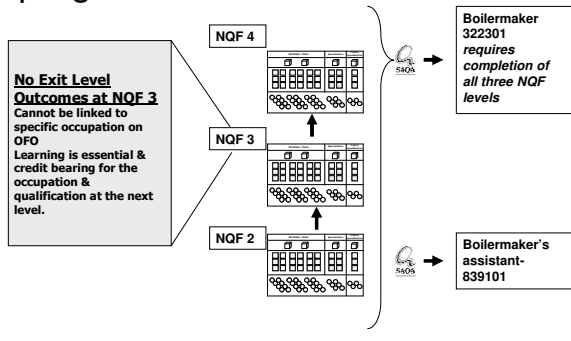 NQF 4
NQF 3
NQF 2
No Exit Level
Outcomes at NQF 3
Cannot be linked to
specific occupation on
OFO
Learning is essential &
credit bearing for the
occupation &
qualification at the next
level.
SAQA
SAQA
Boilermaker
322301
requires
completion of
all three NQF
levels
Boilermaker's
assistant-
839101